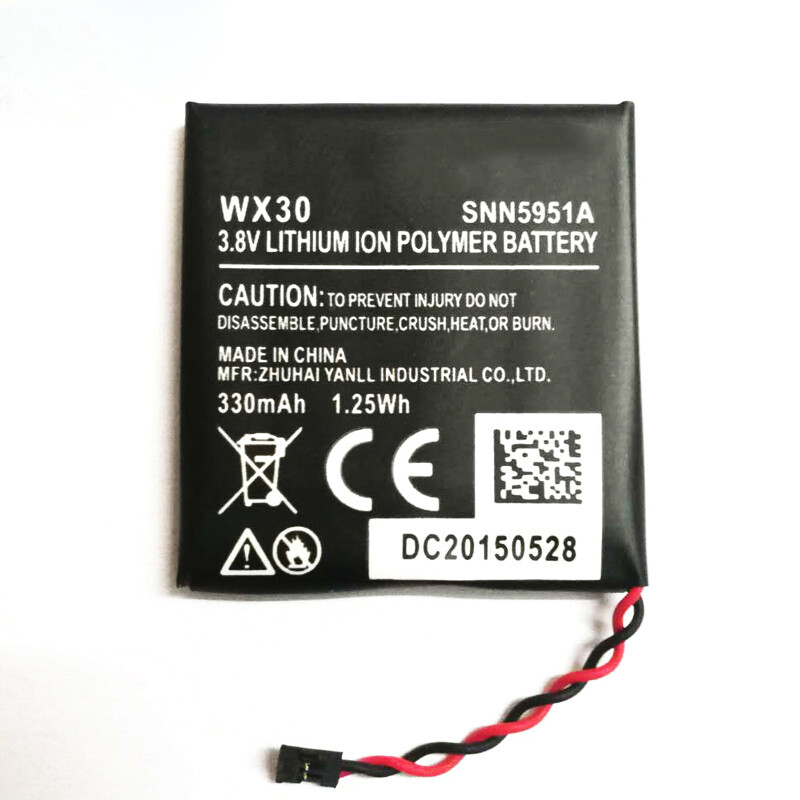 WX30 SNN5951A
3.8V LITHIUM ION POLYMER BATTERY
CAUTION: TO PREVENT INJURY DO NOT
DISASSEMBLE,PUNCTURE,CRUSH,HEAT,OR BURN.
MADE IN CHINA
MFR:ZHUHAI YANLL INDUSTRIAL CO.,LTD.
330mAh 1.25Wh
CE
DC20150528